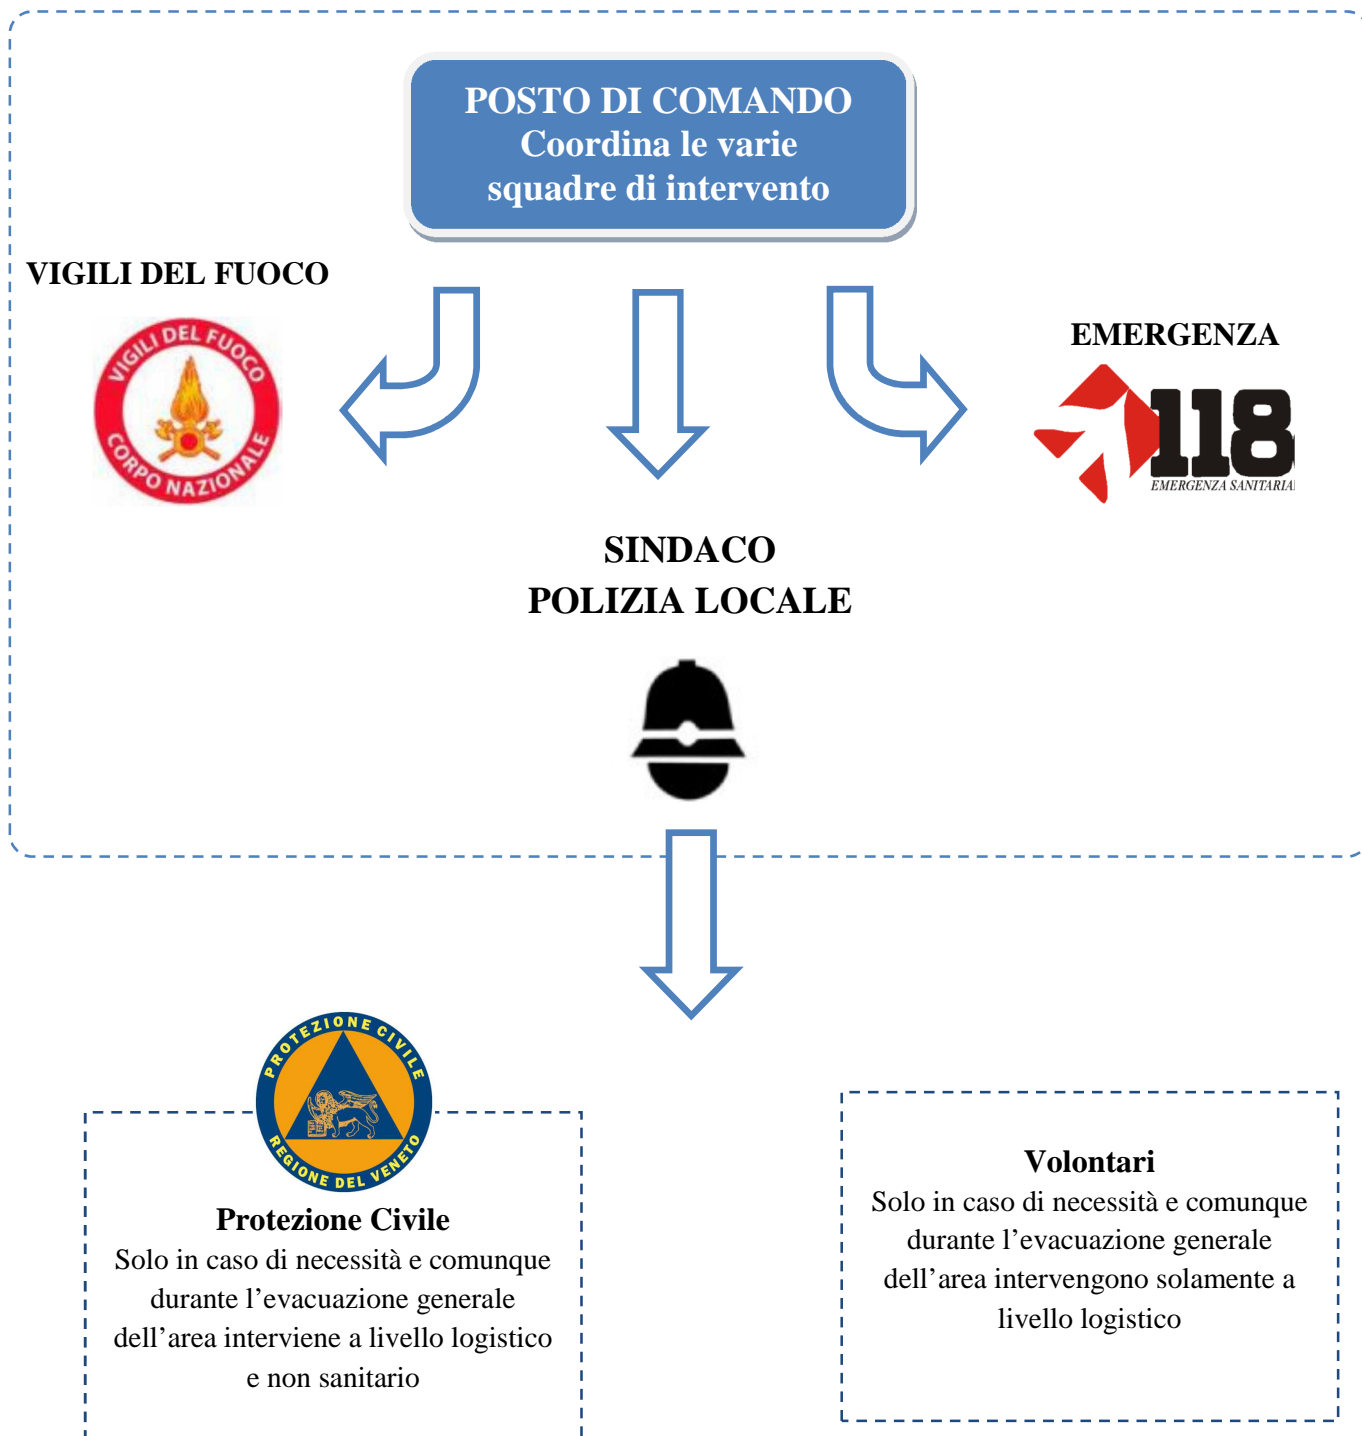 POSTO DI COMANDO
Coordina le varie
squadre di intervento
VIGILI DEL FUOCO
VIGILI DEL FUOCO
CORPO NAZIONALE
EMERGENZA
118
EMERGENZA SANITARIA
SINDACO
POLIZIA LOCALE
PROTEZIONE CIVILE
REGIONE DEL VENETO
Protezione Civile
Solo in caso di necessità e comunque
durante l’evacuazione generale
dell’area interviene a livello logistico
e non sanitario
Volontari
Solo in caso di necessità e comunque
durante l’evacuazione generale
dell’area intervengono solamente a
livello logistico